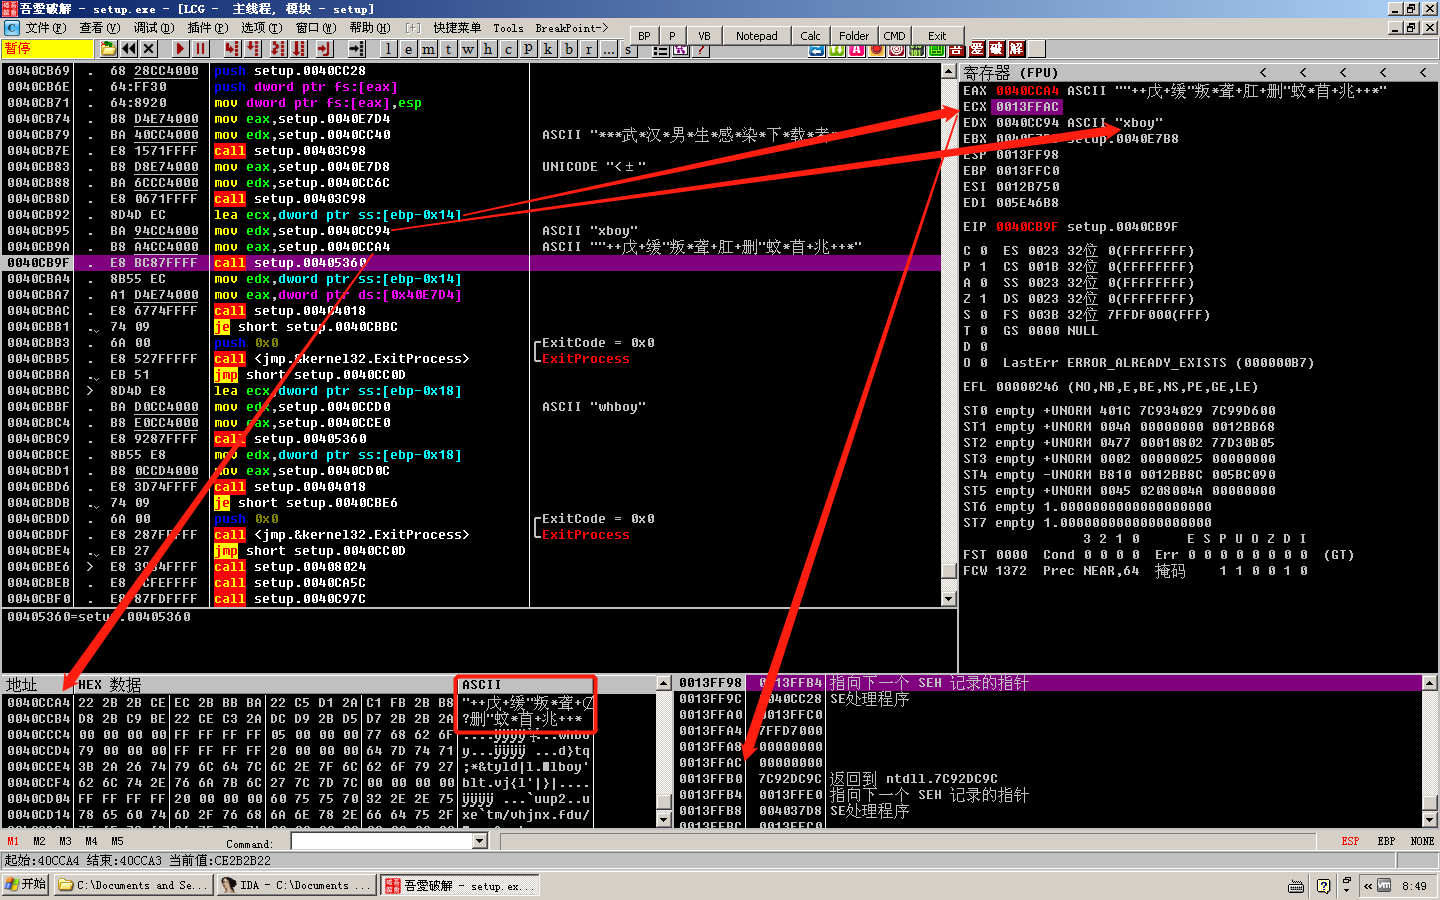 吾爱破解 - setup.exe - [LCG - 主线程, 模块 - setup]
文件(F) 查看(V) 调试(D) 插件(P) 选项(T) 窗口(W) 帮助(H) [+] 快捷菜单 Tools BreakPoint->
BP P VB Notepad Calc Folder CMD Exit
暂停
l e m t w h c p k b r ... s
吾 爱 破 解
0040CB69 . 68 28CC4000 push setup.0040CC28
0040CB6E . 64:FF30 push dword ptr fs:[eax]
0040CB71 . 64:8920 mov dword ptr fs:[eax],esp
0040CB74 . B8 D4E74000 mov eax,setup.0040E7D4
0040CB79 . BA 40CC4000 mov edx,setup.0040CC40 ASCII "***武*汉*男*生*感*染*下*载*者*
0040CB7E . E8 1571FFFF call setup.00403C98
0040CB83 . B8 D8E74000 mov eax,setup.0040E7D8 UNICODE "<±"
0040CB88 . BA 6CCC4000 mov edx,setup.0040CC6C
0040CB8D . E8 0671FFFF call setup.00403C98
0040CB92 . 8D4D EC lea ecx,dword ptr ss:[ebp-0x14]
0040CB95 . BA 94CC4000 mov edx,setup.0040CC94 ASCII "xboy"
0040CB9A . B8 A4CC4000 mov eax,setup.0040CCA4 ASCII ""++戊+缓"叛*聋+肛+删"蚊*苜+兆+++*"
0040CB9F . E8 BC87FFFF call setup.00405360
0040CBA4 . 8B55 EC mov edx,dword ptr ss:[ebp-0x14]
0040CBA7 . A1 D4E74000 mov eax,dword ptr ds:[0x40E7D4]
0040CBAC . E8 6774FFFF call setup.00404018
0040CBB1 . 74 09 je short setup.0040CBBC
0040CBB3 . 6A 00 push 0x0 ExitCode = 0x0
0040CBB5 . E8 527FFFFF call <jmp.&kernel32.ExitProcess> ExitProcess
0040CBBA . EB 51 jmp short setup.0040CC0D
0040CBBC > 8D4D E8 lea ecx,dword ptr ss:[ebp-0x18]
0040CBBF . BA D0CC4000 mov edx,setup.0040CCD0 ASCII "whboy"
0040CBC4 . B8 E0CC4000 mov eax,setup.0040CCE0
0040CBC9 . E8 9287FFFF call setup.00405360
0040CBCE . 8B55 E8 mov edx,dword ptr ss:[ebp-0x18]
0040CBD1 . B8 0CCD4000 mov eax,setup.0040CD0C
0040CBD6 . E8 3D74FFFF call setup.00404018
0040CBDB . 74 09 je short setup.0040CBE6
0040CBDD . 6A 00 push 0x0 ExitCode = 0x0
0040CBDF . E8 287FFFFF call <jmp.&kernel32.ExitProcess> ExitProcess
0040CBE4 . EB 27 jmp short setup.0040CC0D
0040CBE6 > call setup.00408024
0040CBEB . call setup.0040CA5C
0040CBF0 . call setup.0040C97C
00405360=setup.00405360
寄存器 (FPU) < < < < <
EAX 0040CCA4 ASCII ""++戊+缓"叛*聋+肛+删"蚊*苜+兆+++*"
ECX 0013FFAC
EDX 0040CC94 ASCII "xboy"
EBX setup.0040E7B8
ESP 0013FF98
EBP 0013FFC0
ESI 0012B750
EDI 005E46B8
EIP 0040CB9F setup.0040CB9F
C 0 ES 0023 32位 0(FFFFFFFF)
P 1 CS 001B 32位 0(FFFFFFFF)
A 0 SS 0023 32位 0(FFFFFFFF)
Z 1 DS 0023 32位 0(FFFFFFFF)
S 0 FS 003B 32位 7FFDF000(FFF)
T 0 GS 0000 NULL
D 0
O 0 LastErr ERROR_ALREADY_EXISTS (000000B7)
EFL 00000246 (NO,NB,E,BE,NS,PE,GE,LE)
ST0 empty +UNORM 401C 7C934029 7C99D600
ST1 empty +UNORM 004A 00000000 0012BB68
ST2 empty +UNORM 0477 00010802 77D30B05
ST3 empty +UNORM 0002 00000025 00000000
ST4 empty -UNORM B810 0012BB8C 005BC090
ST5 empty +UNORM 0045 0208004A 00000000
ST6 empty 1.0000000000000000000
ST7 empty 1.0000000000000000000
3 2 1 0 E S P U O Z D I
FST 0000 Cond 0 0 0 0 Err 0 0 0 0 0 0 0 0 (GT)
FCW 1372 Prec NEAR,64 掩码 1 1 0 0 1 0
地址 HEX 数据 ASCII
0040CCA4 22 2B 2B CE EC 2B BB BA 22 C5 D1 2A C1 FB 2B B8 "++戊+缓"叛*聋+
0040CCB4 D8 2B C9 BE 22 CE C3 2A DC D9 2B D5 D7 2B 2B 2A ?删"蚊*苜+兆+++*
0040CCC4 00 00 00 00 FF FF FF FF 05 00 00 00 77 68 62 6F ....ÿÿÿÿ...whbo
0040CCD4 79 00 00 00 FF FF FF FF 20 00 00 00 64 7D 74 71 y...ÿÿÿÿ ...d}tq
0040CCE4 3B 2A 26 74 79 6C 64 7C 6C 2E 7F 6C 62 6F 79 27 ;*&tyld|l.■lboy'
0040CCF4 62 6C 74 2E 76 6A 7B 6C 27 7C 7D 7C 00 00 00 00 blt.vj{l'|}|....
0040CD04 FF FF FF FF 20 00 00 00 60 75 75 70 32 2E 2E 75 ÿÿÿÿ ...`uup2..u
0040CD14 78 65 60 74 6D 2F 76 68 6A 6E 78 2E 66 64 75 2F xe`tm/vhjnx.fdu/
0013FF98 0013FFB4 指向下一个 SEH 记录的指针
0013FF9C 0040CC28 SE处理程序
0013FFA0 0013FFC0
0013FFA4 7FFD7000
0013FFA8 00000000
0013FFAC 00000000
0013FFB0 7C92DC9C 返回到 ntdll.7C92DC9C
0013FFB4 0013FFE0 指向下一个 SEH 记录的指针
0013FFB8 004037D8 SE处理程序
0013FFBC 0013FFC0
M1 M2 M3 M4 M5 Command: ESP EBP NONE
起始:40CCA4 结束:40CCA3 当前值:CE2B2B22
开始 C:\Documents and Se... IDA - C:\Documents ... 吾爱破解 - setup.ex... « 8:49